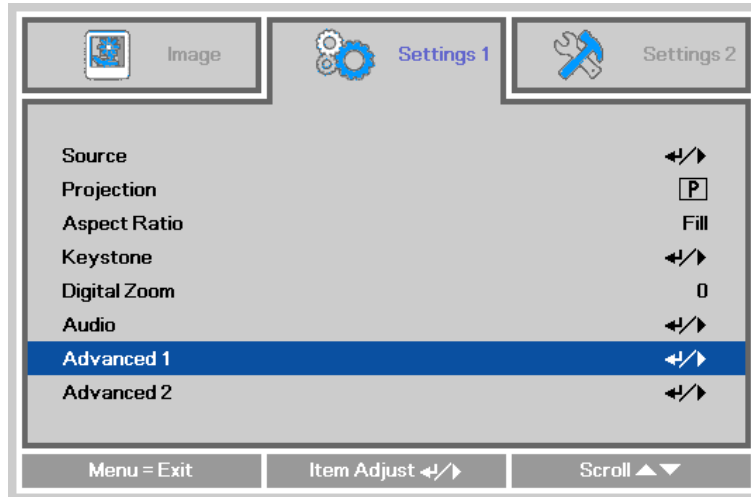 Image Settings 1 Settings 2
Source
Projection P
Aspect Ratio Fill
Keystone
Digital Zoom 0
Audio
Advanced 1
Advanced 2
Menu = Exit Item Adjust Scroll